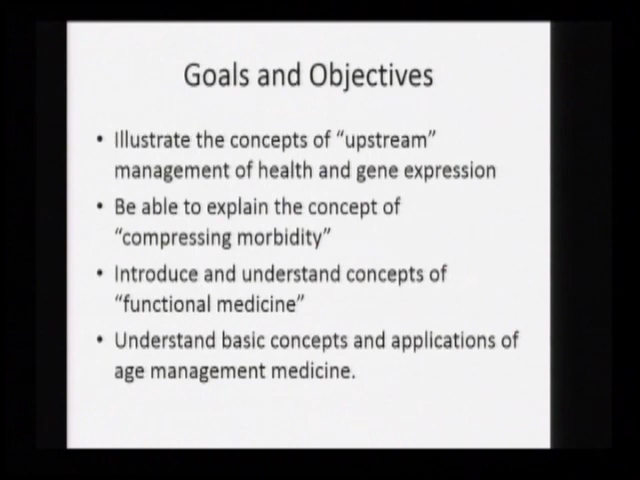 Goals and Objectives
• Illustrate the concepts of “upstream”
management of health and gene expression
• Be able to explain the concept of
“compressing morbidity”
• Introduce and understand concepts of
“functional medicine”
• Understand basic concepts and applications of
age management medicine.